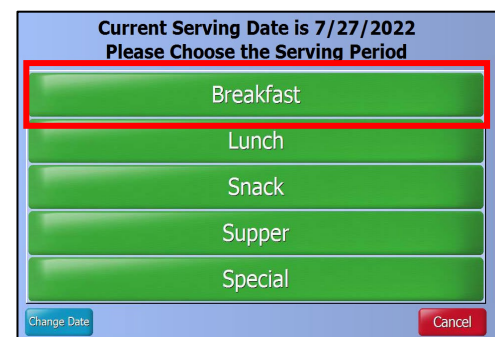 Current Serving Date is 7/27/2022
Please Choose the Serving Period
Breakfast
Lunch
Snack
Supper
Special
Change Date
Cancel